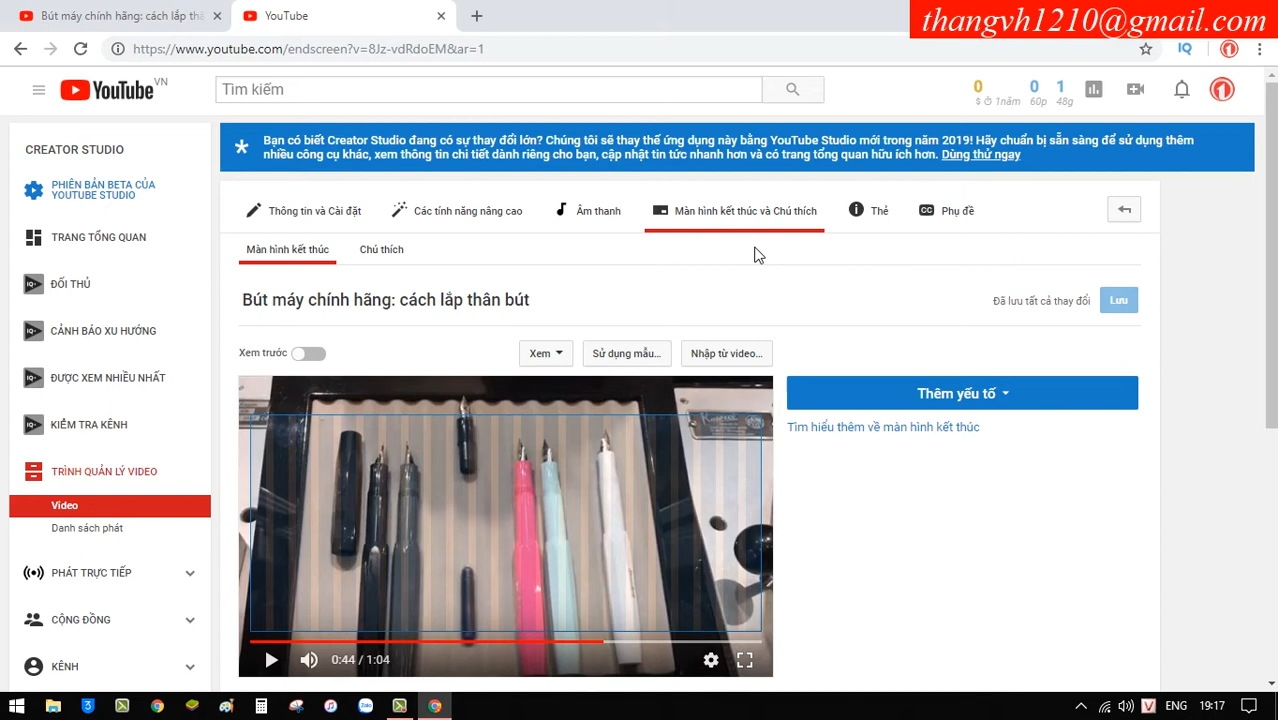 Bút máy chính hãng: cách lắp thâ
YouTube
thangvh1210@gmail.com
https://www.youtube.com/endscreen?v=8Jz-vdRdoEM&ar=1
IQ
YouTube VN
Tìm kiếm
0 0 1
$ 1năm 60p 48g
CREATOR STUDIO
PHIÊN BẢN BETA CỦA
YOUTUBE STUDIO
TRANG TỔNG QUAN
ĐỐI THỦ
CẢNH BÁO XU HƯỚNG
ĐƯỢC XEM NHIỀU NHẤT
KIỂM TRA KÊNH
TRÌNH QUẢN LÝ VIDEO
Video
Danh sách phát
PHÁT TRỰC TIẾP
CỘNG ĐỒNG
KÊNH
Bạn có biết Creator Studio đang có sự thay đổi lớn? Chúng tôi sẽ thay thế ứng dụng này bằng YouTube Studio mới trong năm 2019! Hãy chuẩn bị sẵn sàng để sử dụng thêm
nhiều công cụ khác, xem thông tin chi tiết dành riêng cho bạn, cập nhật tin tức nhanh hơn và có trang tổng quan hữu ích hơn. Dùng thử ngay
Thông tin và Cài đặt
Các tính năng nâng cao
Âm thanh
Màn hình kết thúc và Chú thích
Thẻ
CC Phụ đề
Màn hình kết thúc
Chú thích
Bút máy chính hãng: cách lắp thân bút
Đã lưu tất cả thay đổi
Lưu
Xem trước
Xem
Sử dụng mẫu...
Nhập từ video...
Thêm yếu tố
Tìm hiểu thêm về màn hình kết thúc
0:44 / 1:04
Zalo
V ENG 19:17